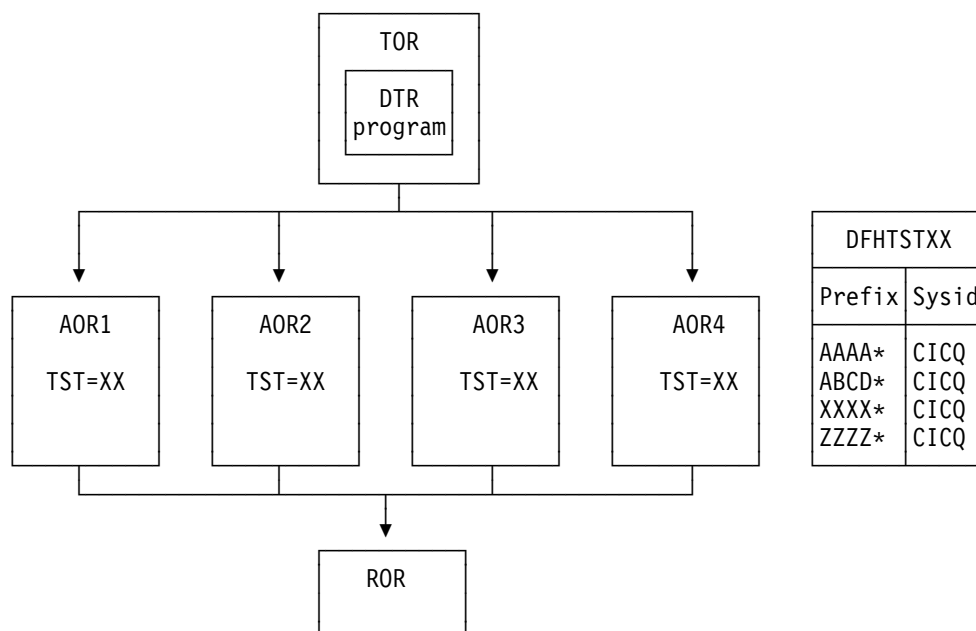 TOR
DTR
program
DFHTSTXX
Prefix Sysid
AOR1 AOR2 AOR3 AOR4
TST=XX TST=XX TST=XX TST=XX
AAAA* CICQ
ABCD* CICQ
XXXX* CICQ
ZZZZ* CICQ
ROR